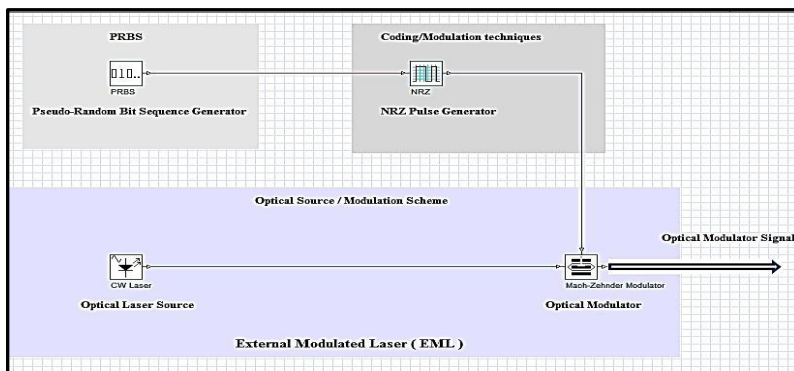 PRBS
Coding/Modulation techniques
010..
PRBS
NRZ
Pseudo-Random Bit Sequence Generator
NRZ Pulse Generator
Optical Source / Modulation Scheme
Optical Modulator Signal
CW Laser
Mach-Zehnder Modulator
Optical Laser Source
Optical Modulator
External Modulated Laser ( EML )